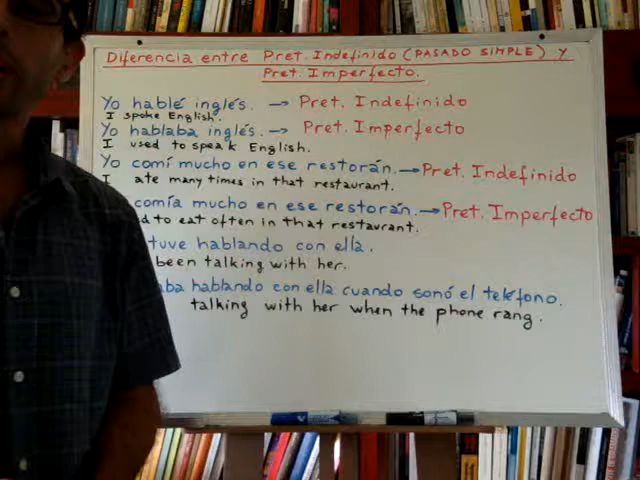 Diferencia entre Pret. Indefinido (PASADO SIMPLE) y
Pret. Imperfecto.
Yo hablé inglés. → Pret. Indefinido
I spoke English.
Yo hablaba inglés. → Pret. Imperfecto
I used to speak English.
Yo comí mucho en ese restorán. → Pret. Indefinido
I ate many times in that restaurant.
comía mucho en ese restorán. → Pret. Imperfecto
to eat often in that restaurant.
tuve hablando con ella.
been talking with her.
aba hablando con ella cuando sonó el teléfono.
talking with her when the phone rang.